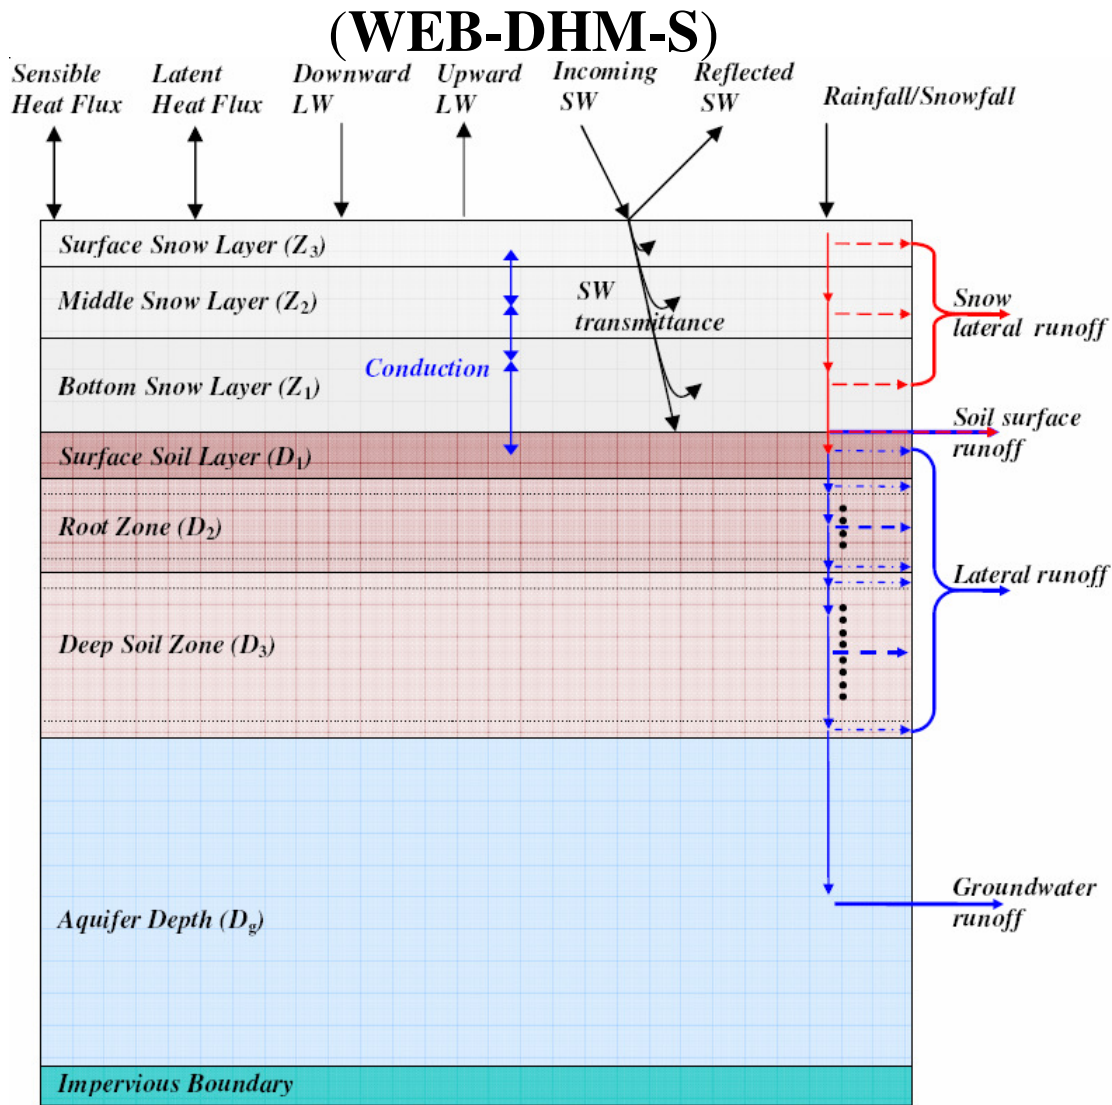 (WEB-DHM-S)
Sensible
Heat Flux
Latent
Heat Flux
Downward
LW
Upward
LW
Incoming
SW
Reflected
SW
Rainfall/Snowfall
Surface Snow Layer (Z3)
Middle Snow Layer (Z2)
SW
transmittance
Snow
lateral runoff
Conduction
Bottom Snow Layer (Z1)
Soil surface
runoff
Surface Soil Layer (D1)
Root Zone (D2)
Lateral runoff
Deep Soil Zone (D3)
Groundwater
runoff
Aquifer Depth (Dg)
Impervious Boundary